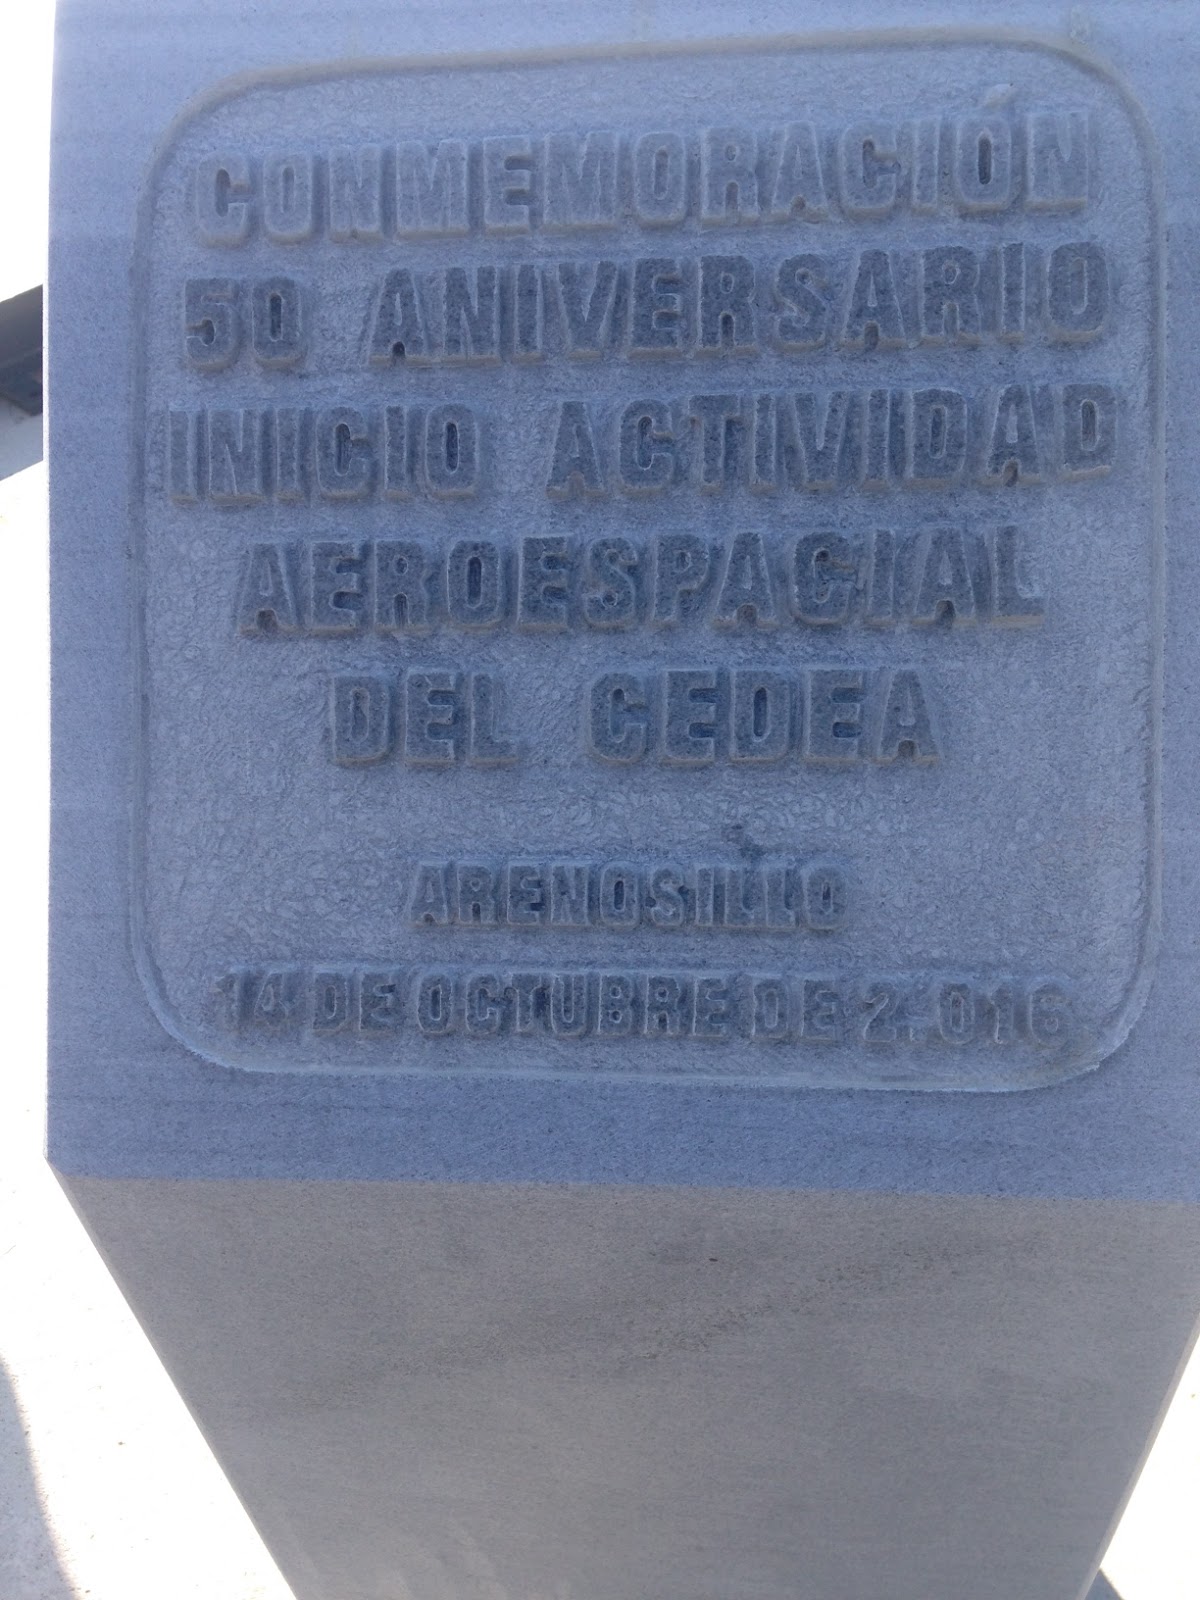 CONMEMORACIÓN
50 ANIVERSARIO
INICIO ACTIVIDAD
AEROESPACIAL
DEL CEDEA
ARENOSILLO
14 DE OCTUBRE DE 2.016